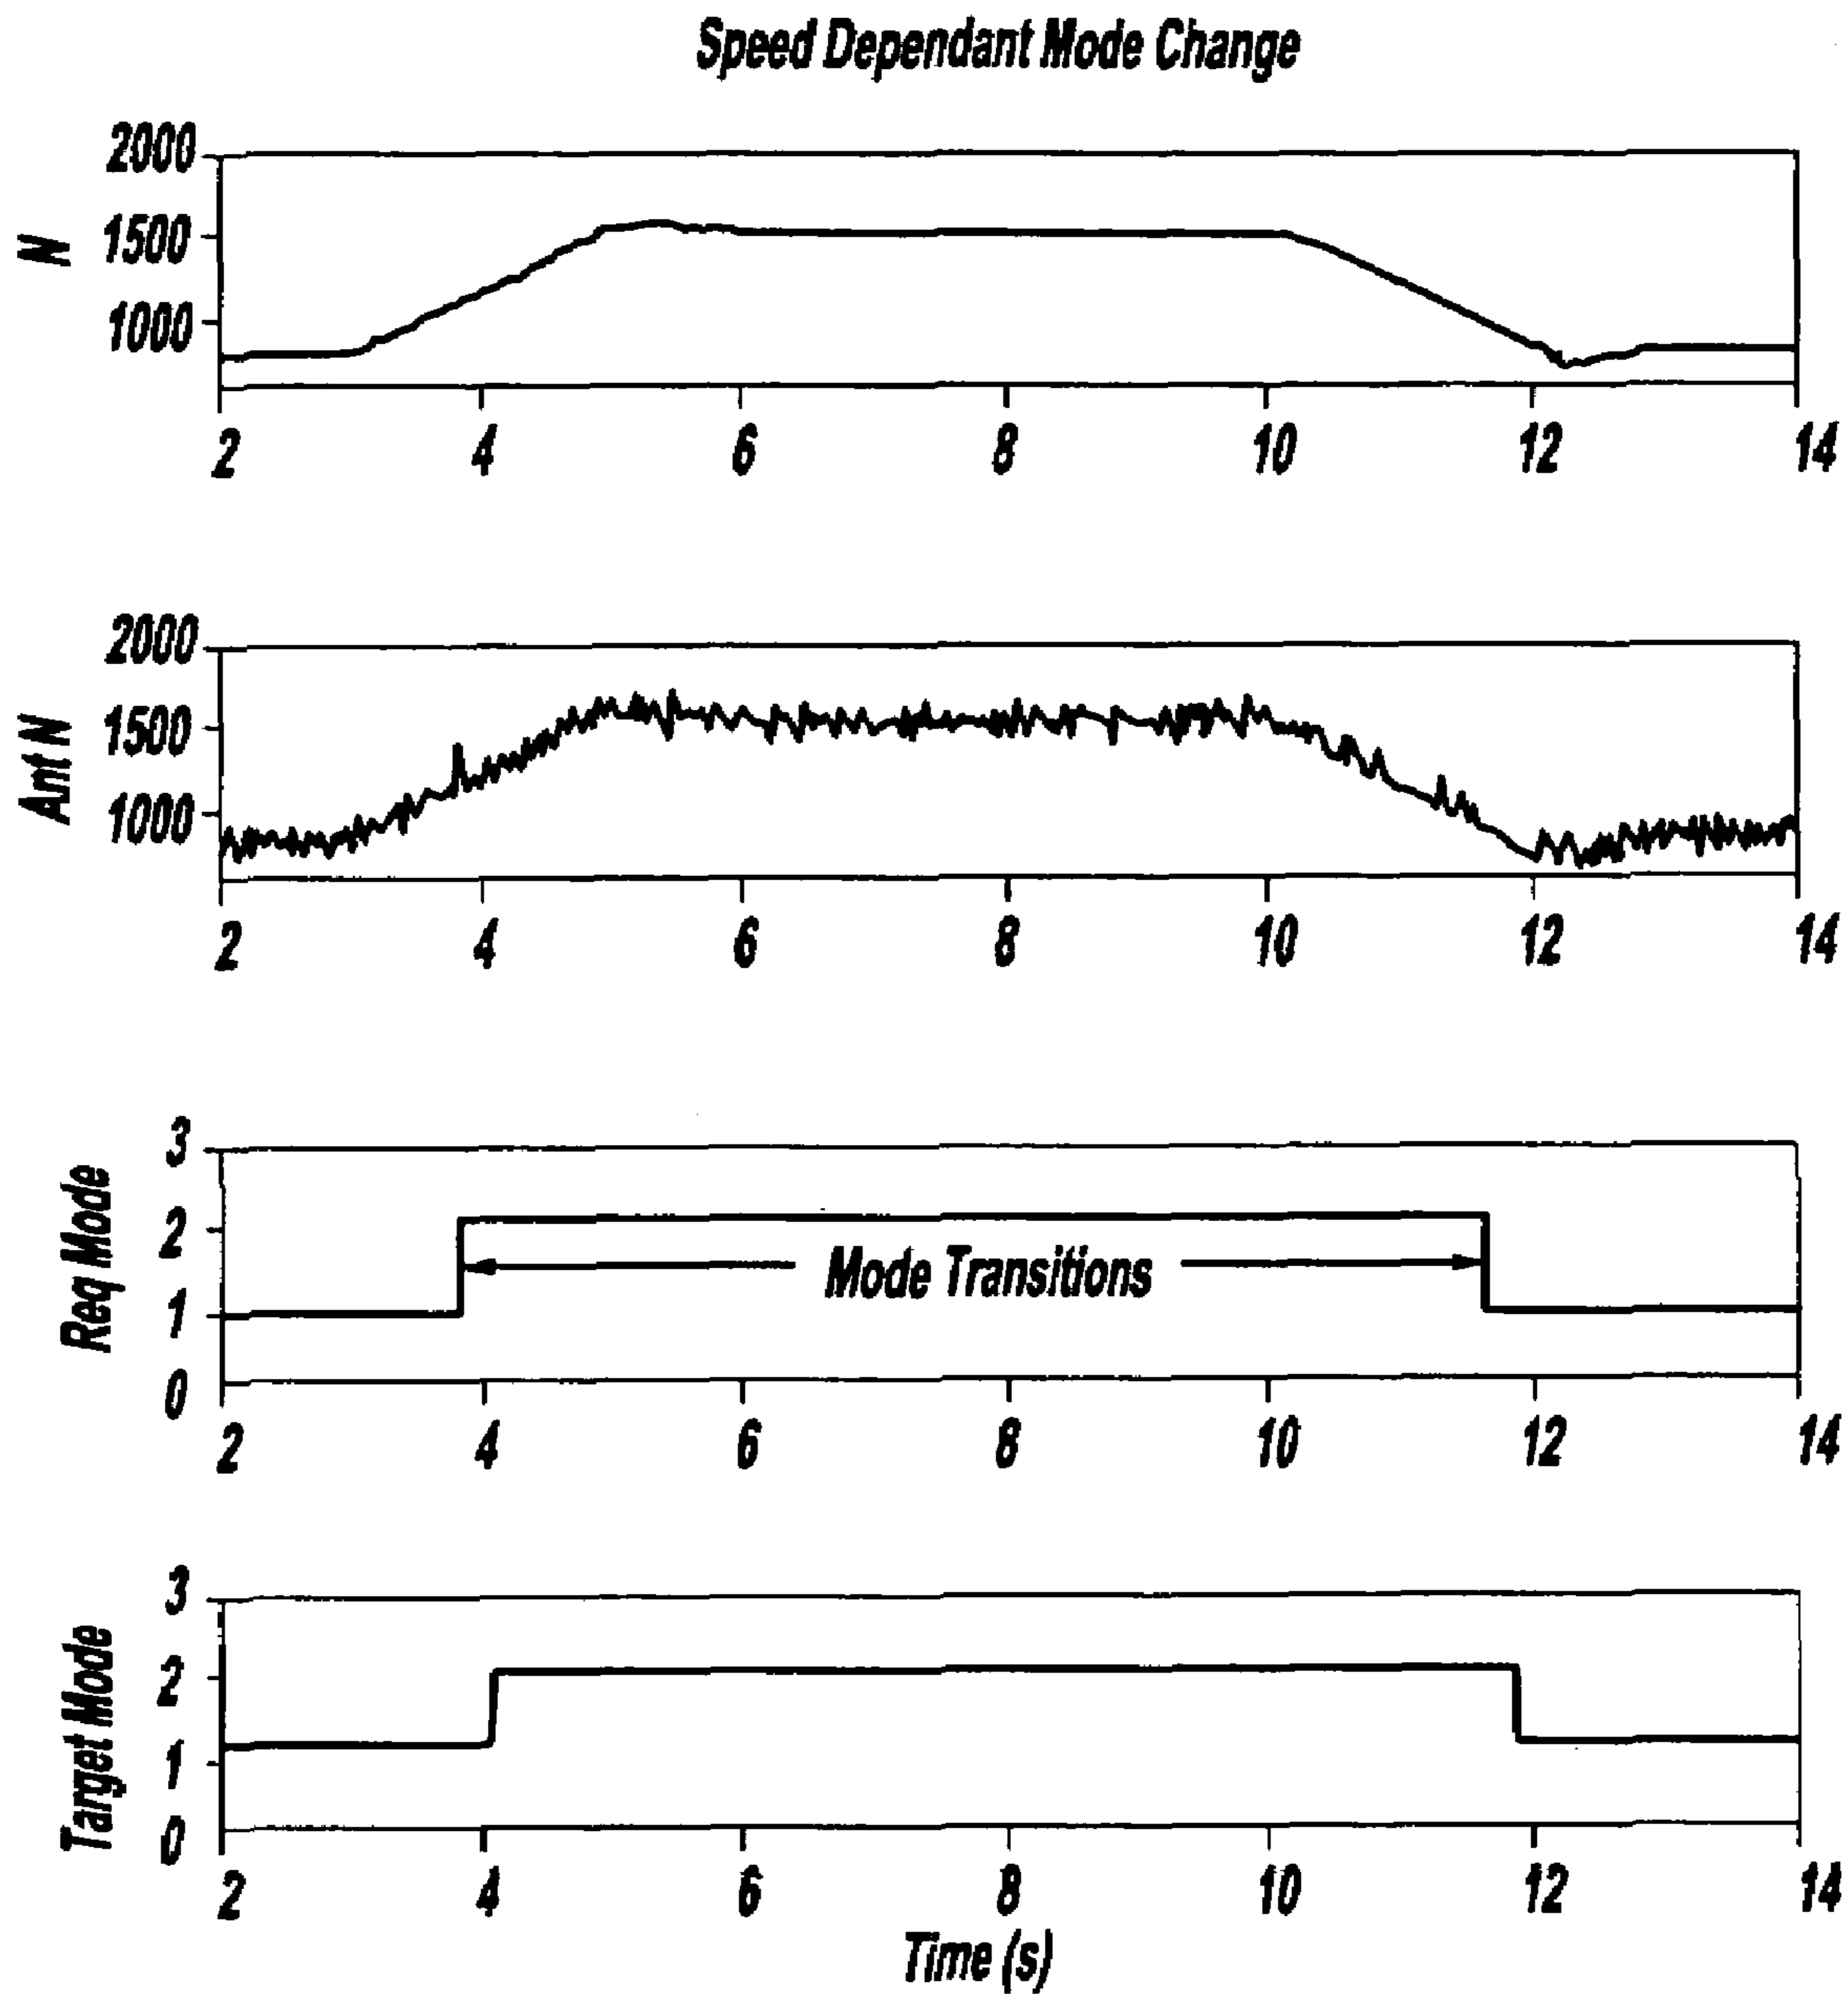 Speed Dependant Mode Change
N
2000
1500
1000
2 4 6 8 10 12 14
Ant N
2000
1500
1000
2 4 6 8 10 12 14
Req Mode
3
2
1
0
Mode Transitions
2 4 6 8 10 12 14
Target Mode
3
2
1
0
2 4 6 8 10 12 14
Time (s)